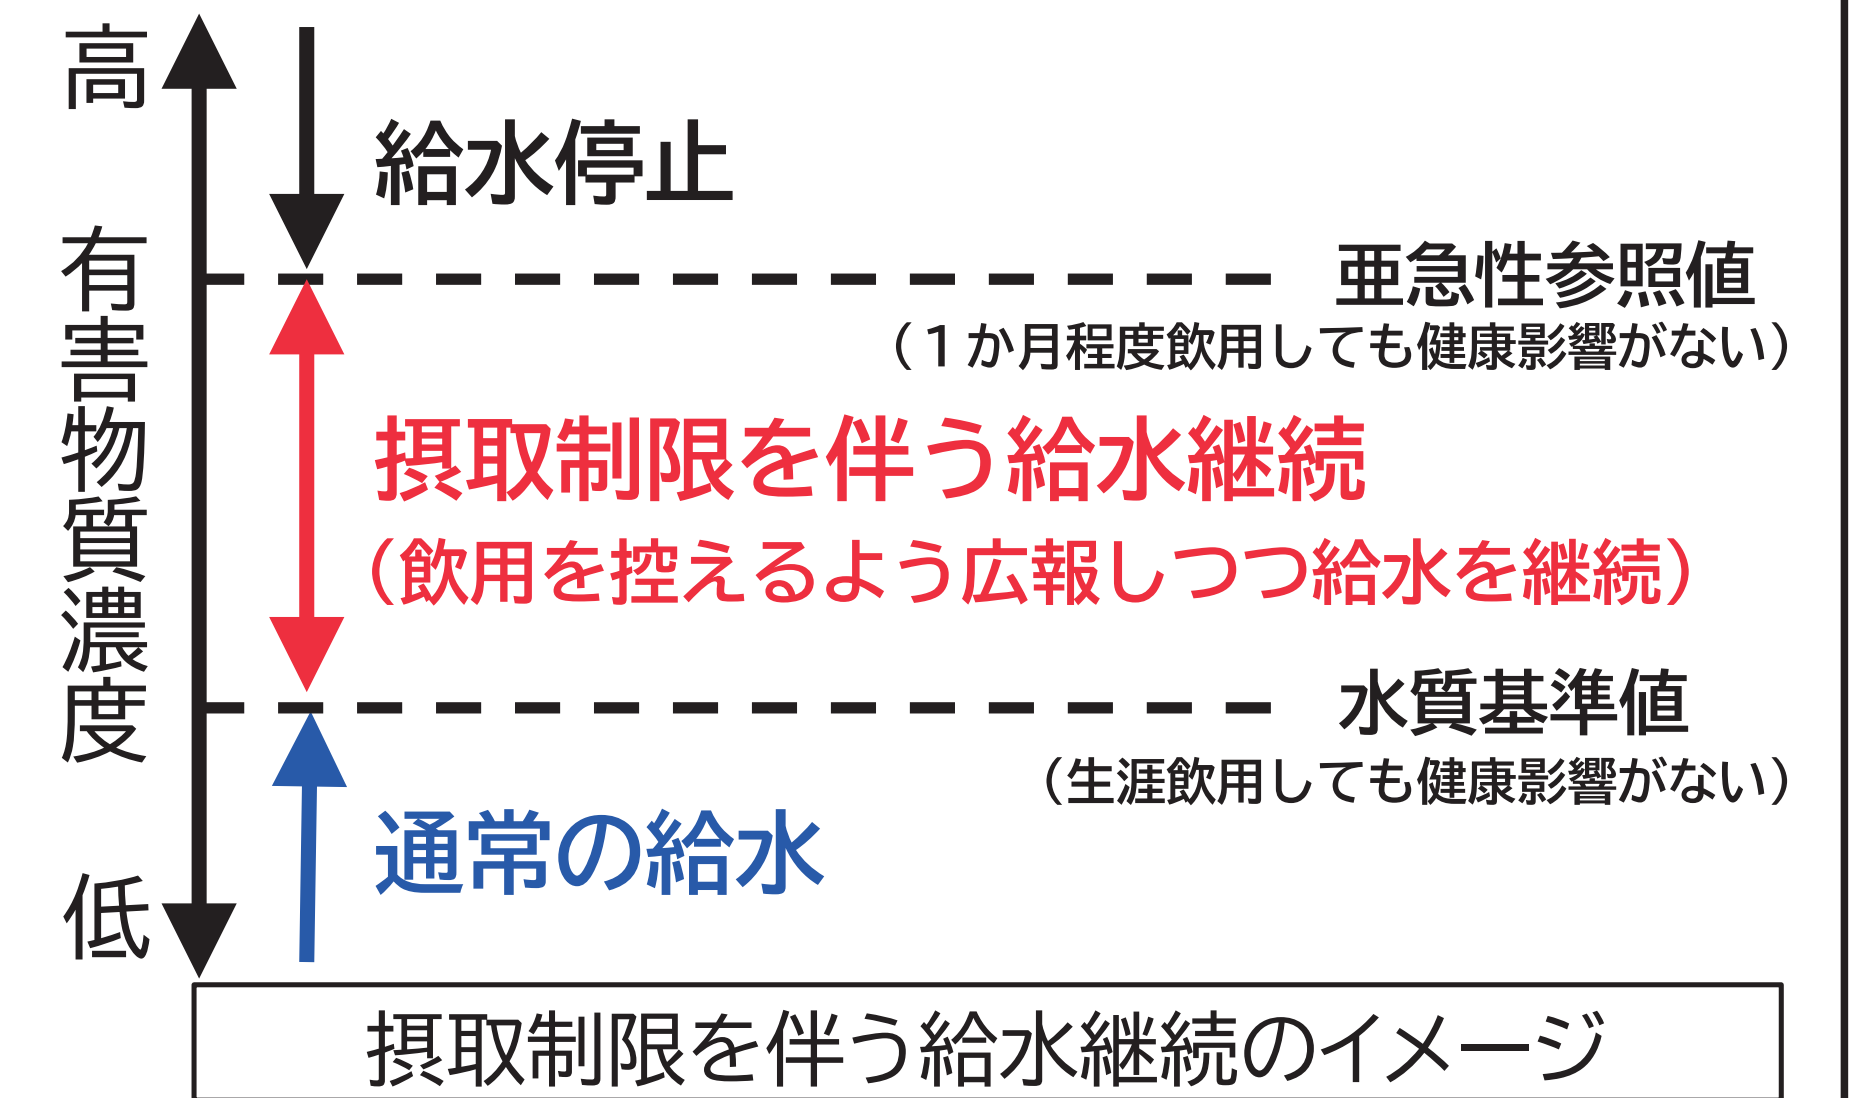 高
有害物質濃度
低
給水停止
亜急性参照値
（１か月程度飲用しても健康影響がない）
摂取制限を伴う給水継続
（飲用を控えるよう広報しつつ給水を継続）
水質基準値
（生涯飲用しても健康影響がない）
通常の給水
摂取制限を伴う給水継続のイメージ